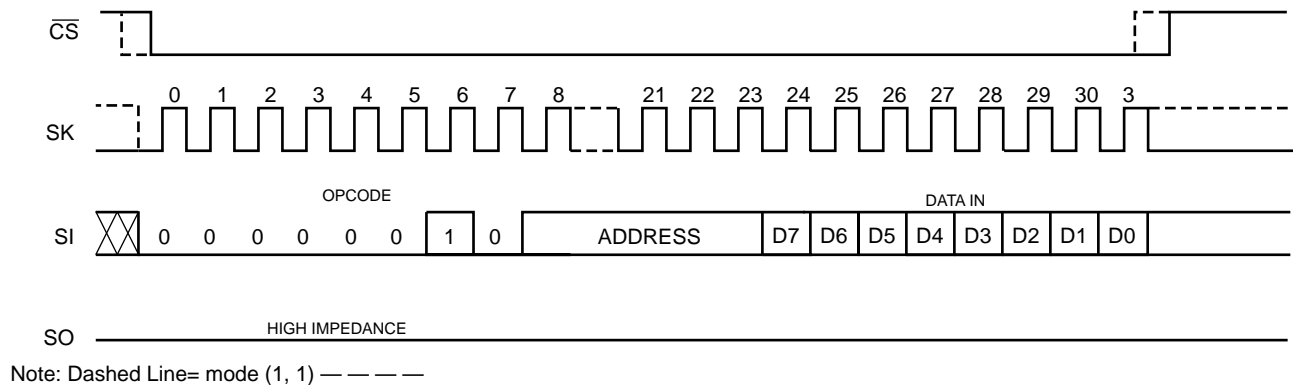 CS
0 1 2 3 4 5 6 7 8 21 22 23 24 25 26 27 28 29 30 3
SK
OPCODE DATA IN
SI 0 0 0 0 0 0 1 0 ADDRESS D7 D6 D5 D4 D3 D2 D1 D0
HIGH IMPEDANCE
SO
Note: Dashed Line= mode (1, 1) — — — —